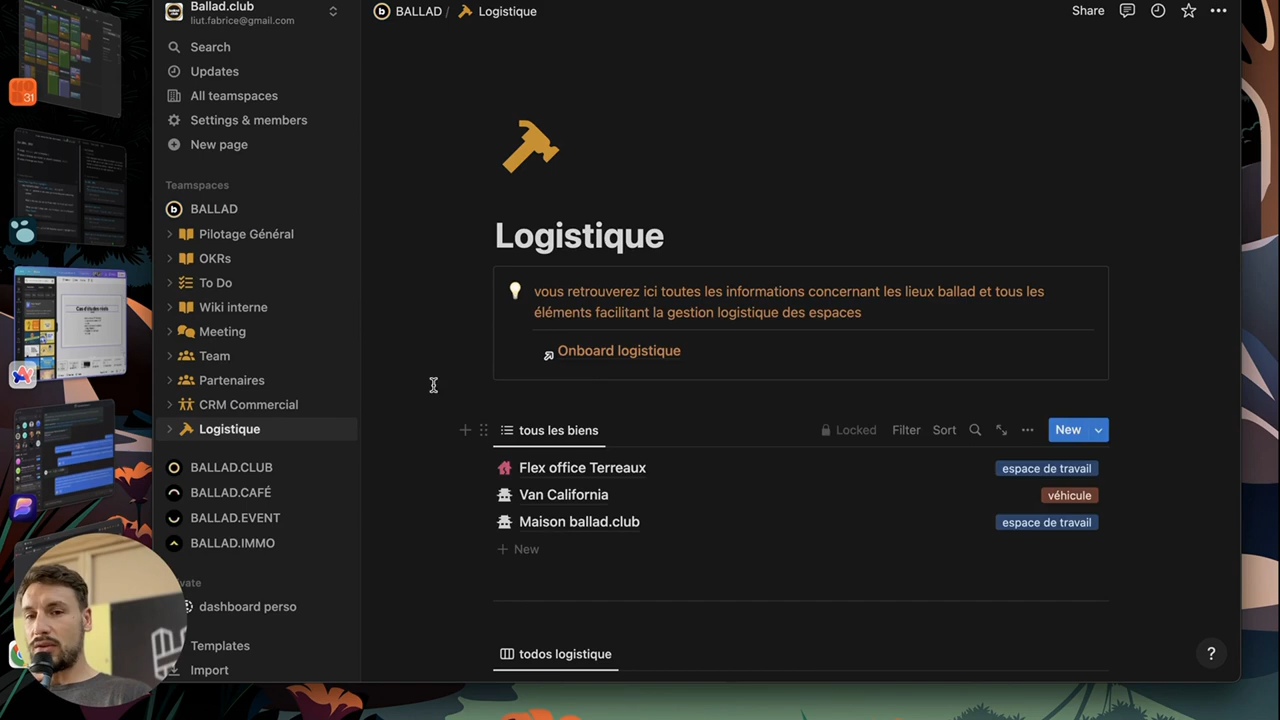 Ballad.club
liut.fabrice@gmail.com
Search
Updates
All teamspaces
Settings & members
New page
Teamspaces
BALLAD
Pilotage Général
OKRs
To Do
Wiki interne
Meeting
Team
Partenaires
CRM Commercial
Logistique
BALLAD.CLUB
BALLAD.CAFÉ
BALLAD.EVENT
BALLAD.IMMO
vate
dashboard perso
Templates
Import
BALLAD / Logistique
Share
Logistique
vous retrouverez ici toutes les informations concernant les lieux ballad et tous les
éléments facilitant la gestion logistique des espaces
Onboard logistique
tous les biens
Locked Filter Sort New
Flex office Terreaux espace de travail
Van California véhicule
Maison ballad.club espace de travail
+ New
todos logistique
?
31